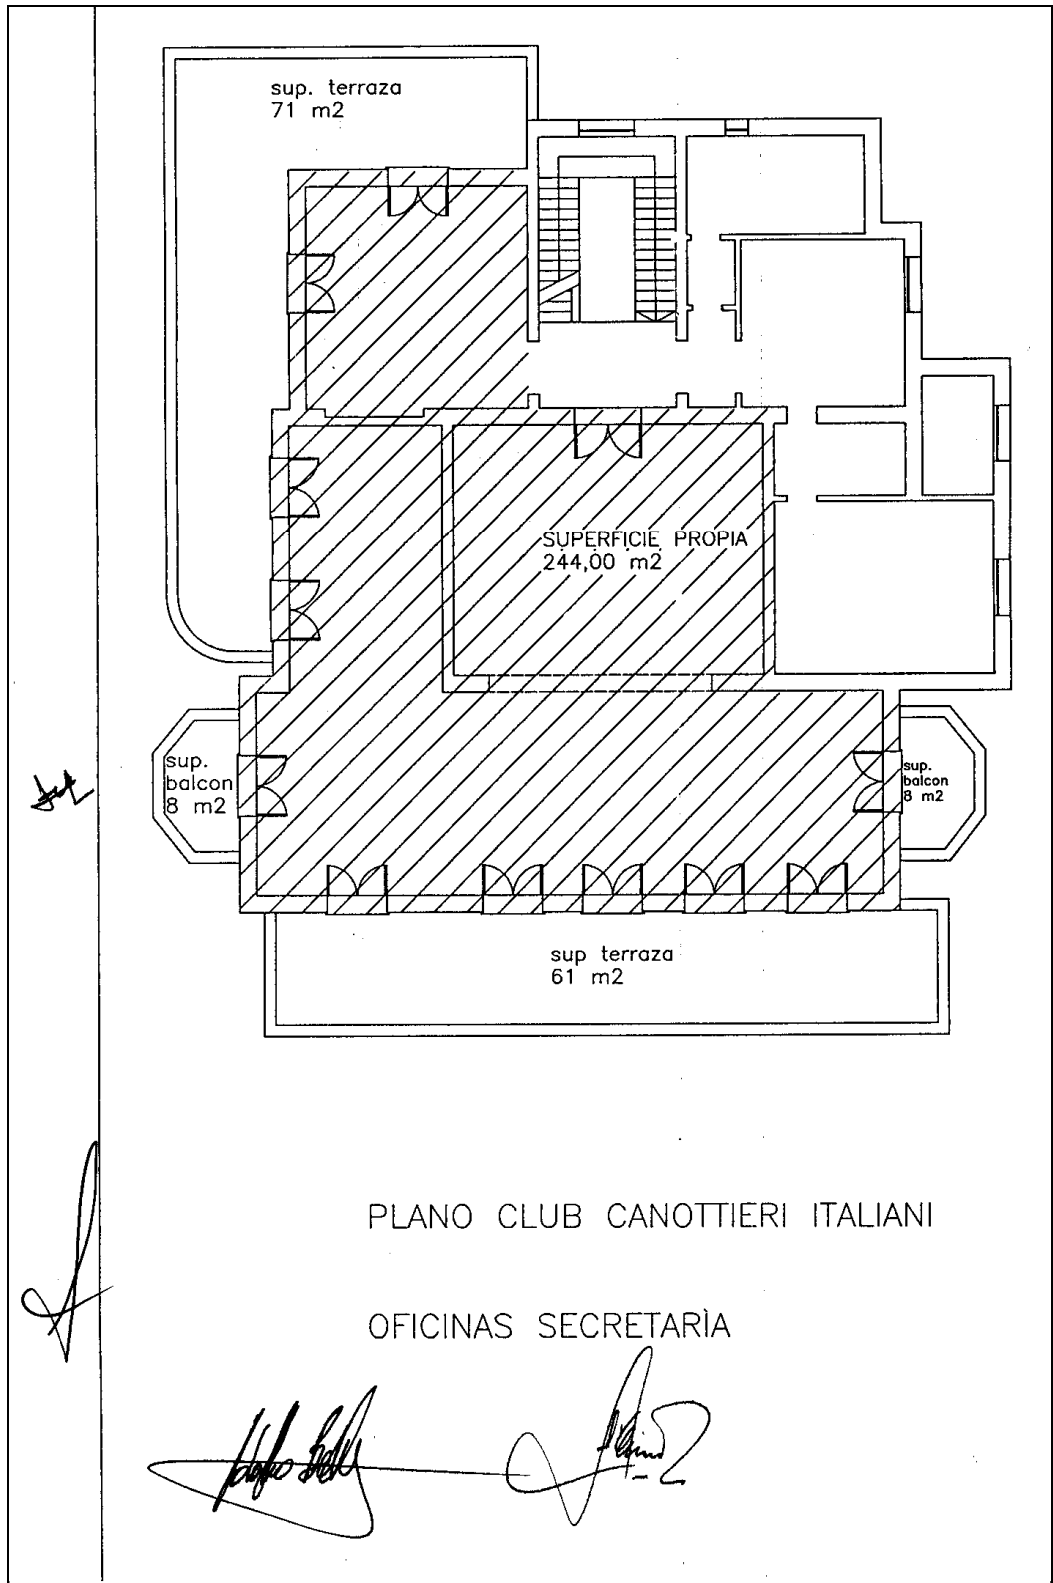 sup. terraza
71 m2
SUPERFICIE PROPIA
244,00 m2
sup.
balcon
8 m2
sup.
balcon
8 m2
sup terraza
61 m2
PLANO CLUB CANOTTIERI ITALIANI
OFICINAS SECRETARÌA